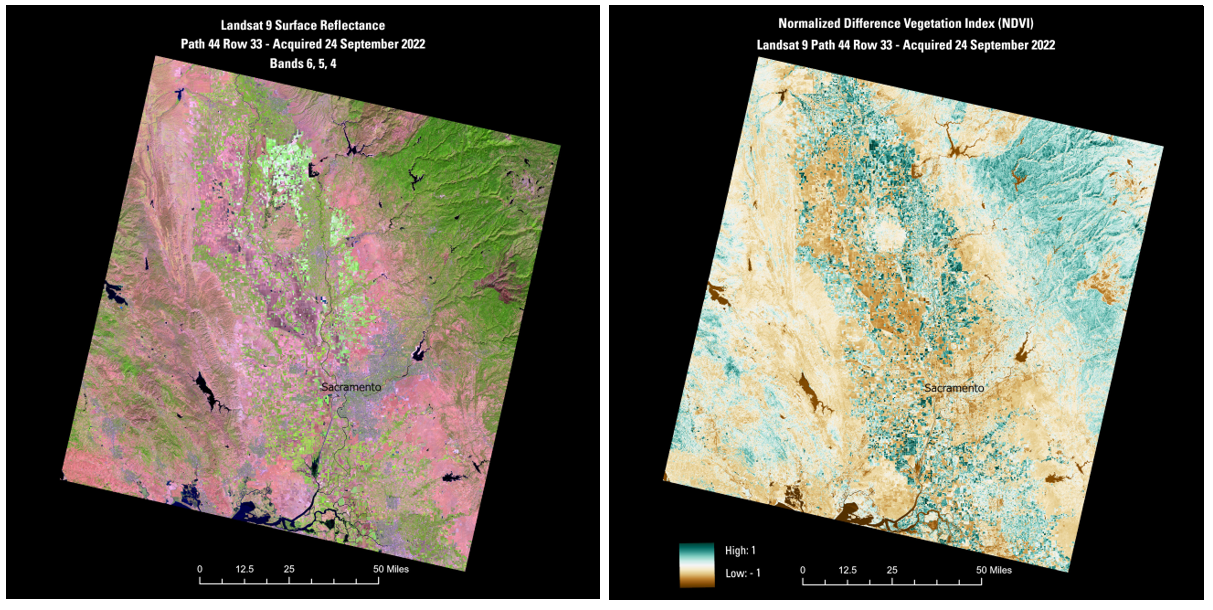 Landsat 9 Surface Reflectance
Path 44 Row 33 - Acquired 24 September 2022
Bands 6, 5, 4
Sacramento
0 12.5 25 50 Miles
Normalized Difference Vegetation Index (NDVI)
Landsat 9 Path 44 Row 33 - Acquired 24 September 2022
Sacramento
High: 1
Low: - 1
0 12.5 25 50 Miles